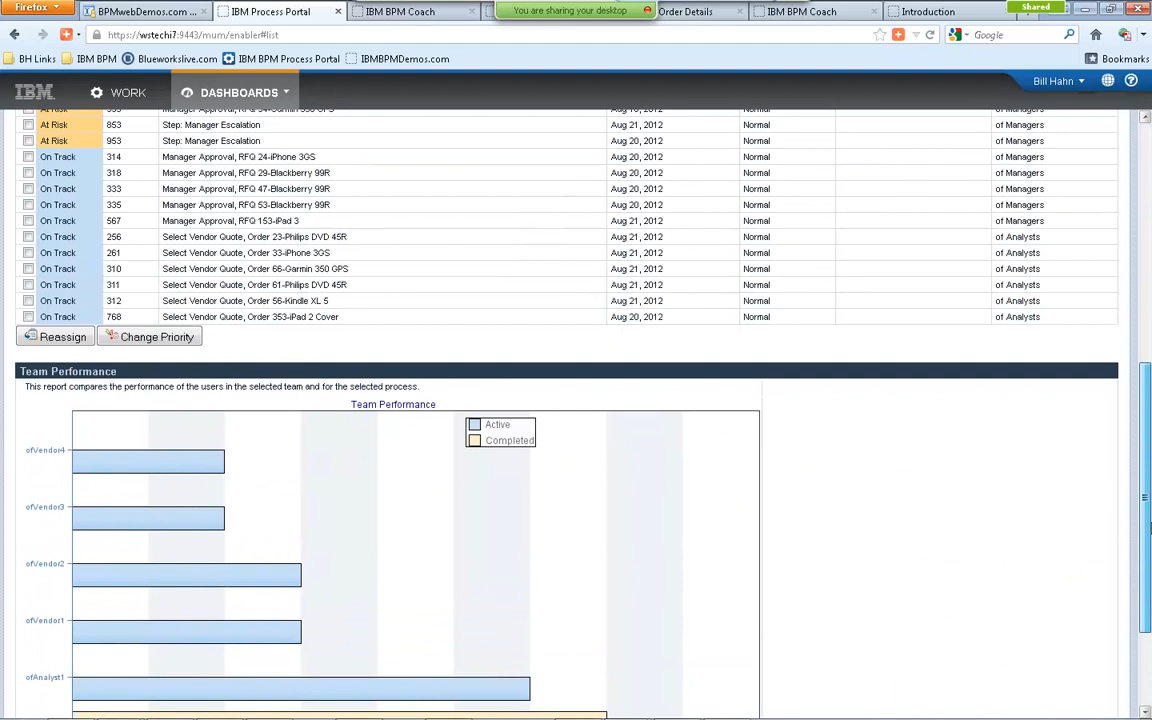 Firefox
BPMwebDemos.com ...
IBM Process Portal
IBM BPM Coach
You are sharing your desktop
Order Details
IBM BPM Coach
Introduction
Shared
https://wstechi7:9443/mum/enabler#list
Google
BH Links
IBM BPM
Blueworkslive.com
IBM BPM Process Portal
IBMBPMDemos.com
Bookmarks
IBM
WORK
DASHBOARDS
Bill Hahn
At Risk 853 Step: Manager Escalation Aug 21, 2012 Normal of Managers
At Risk 953 Step: Manager Escalation Aug 20, 2012 Normal of Managers
On Track 314 Manager Approval, RFQ 24-iPhone 3GS Aug 20, 2012 Normal of Managers
On Track 318 Manager Approval, RFQ 29-Blackberry 99R Aug 20, 2012 Normal of Managers
On Track 333 Manager Approval, RFQ 47-Blackberry 99R Aug 20, 2012 Normal of Managers
On Track 335 Manager Approval, RFQ 53-Blackberry 99R Aug 20, 2012 Normal of Managers
On Track 567 Manager Approval, RFQ 153-iPad 3 Aug 21, 2012 Normal of Managers
On Track 256 Select Vendor Quote, Order 23-Philips DVD 45R Aug 21, 2012 Normal of Analysts
On Track 261 Select Vendor Quote, Order 33-iPhone 3GS Aug 21, 2012 Normal of Analysts
On Track 310 Select Vendor Quote, Order 66-Garmin 350 GPS Aug 21, 2012 Normal of Analysts
On Track 311 Select Vendor Quote, Order 61-Philips DVD 45R Aug 21, 2012 Normal of Analysts
On Track 312 Select Vendor Quote, Order 56-Kindle XL 5 Aug 21, 2012 Normal of Analysts
On Track 768 Select Vendor Quote, Order 353-iPad 2 Cover Aug 20, 2012 Normal of Analysts
Reassign
Change Priority
Team Performance
This report compares the performance of the users in the selected team and for the selected process.
Team Performance
Active
Completed
ofVendor4
ofVendor3
ofVendor2
ofVendor1
ofAnalyst1